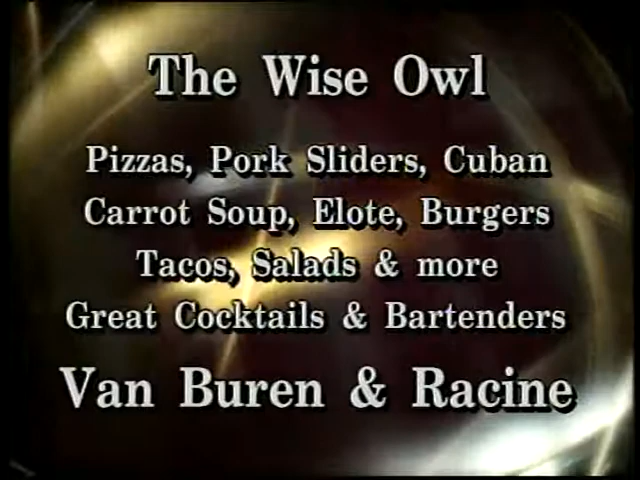 The Wise Owl
Pizzas, Pork Sliders, Cuban
Carrot Soup, Elote, Burgers
Tacos, Salads & more
Great Cocktails & Bartenders
Van Buren & Racine